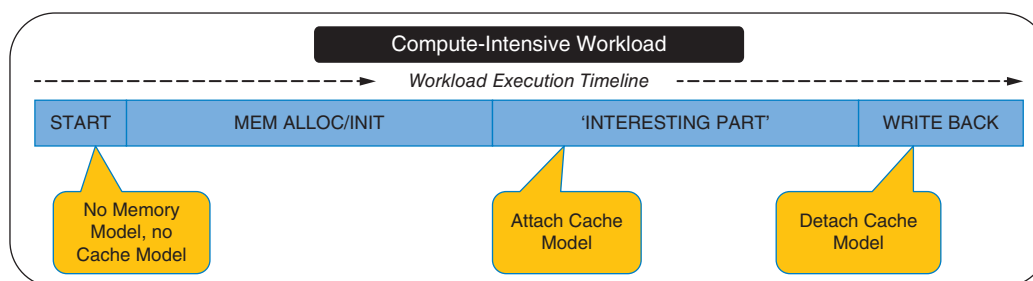 Compute-Intensive Workload
Workload Execution Timeline
START
MEM ALLOC/INIT
‘INTERESTING PART’
WRITE BACK
No Memory
Model, no
Cache Model
Attach Cache
Model
Detach Cache
Model